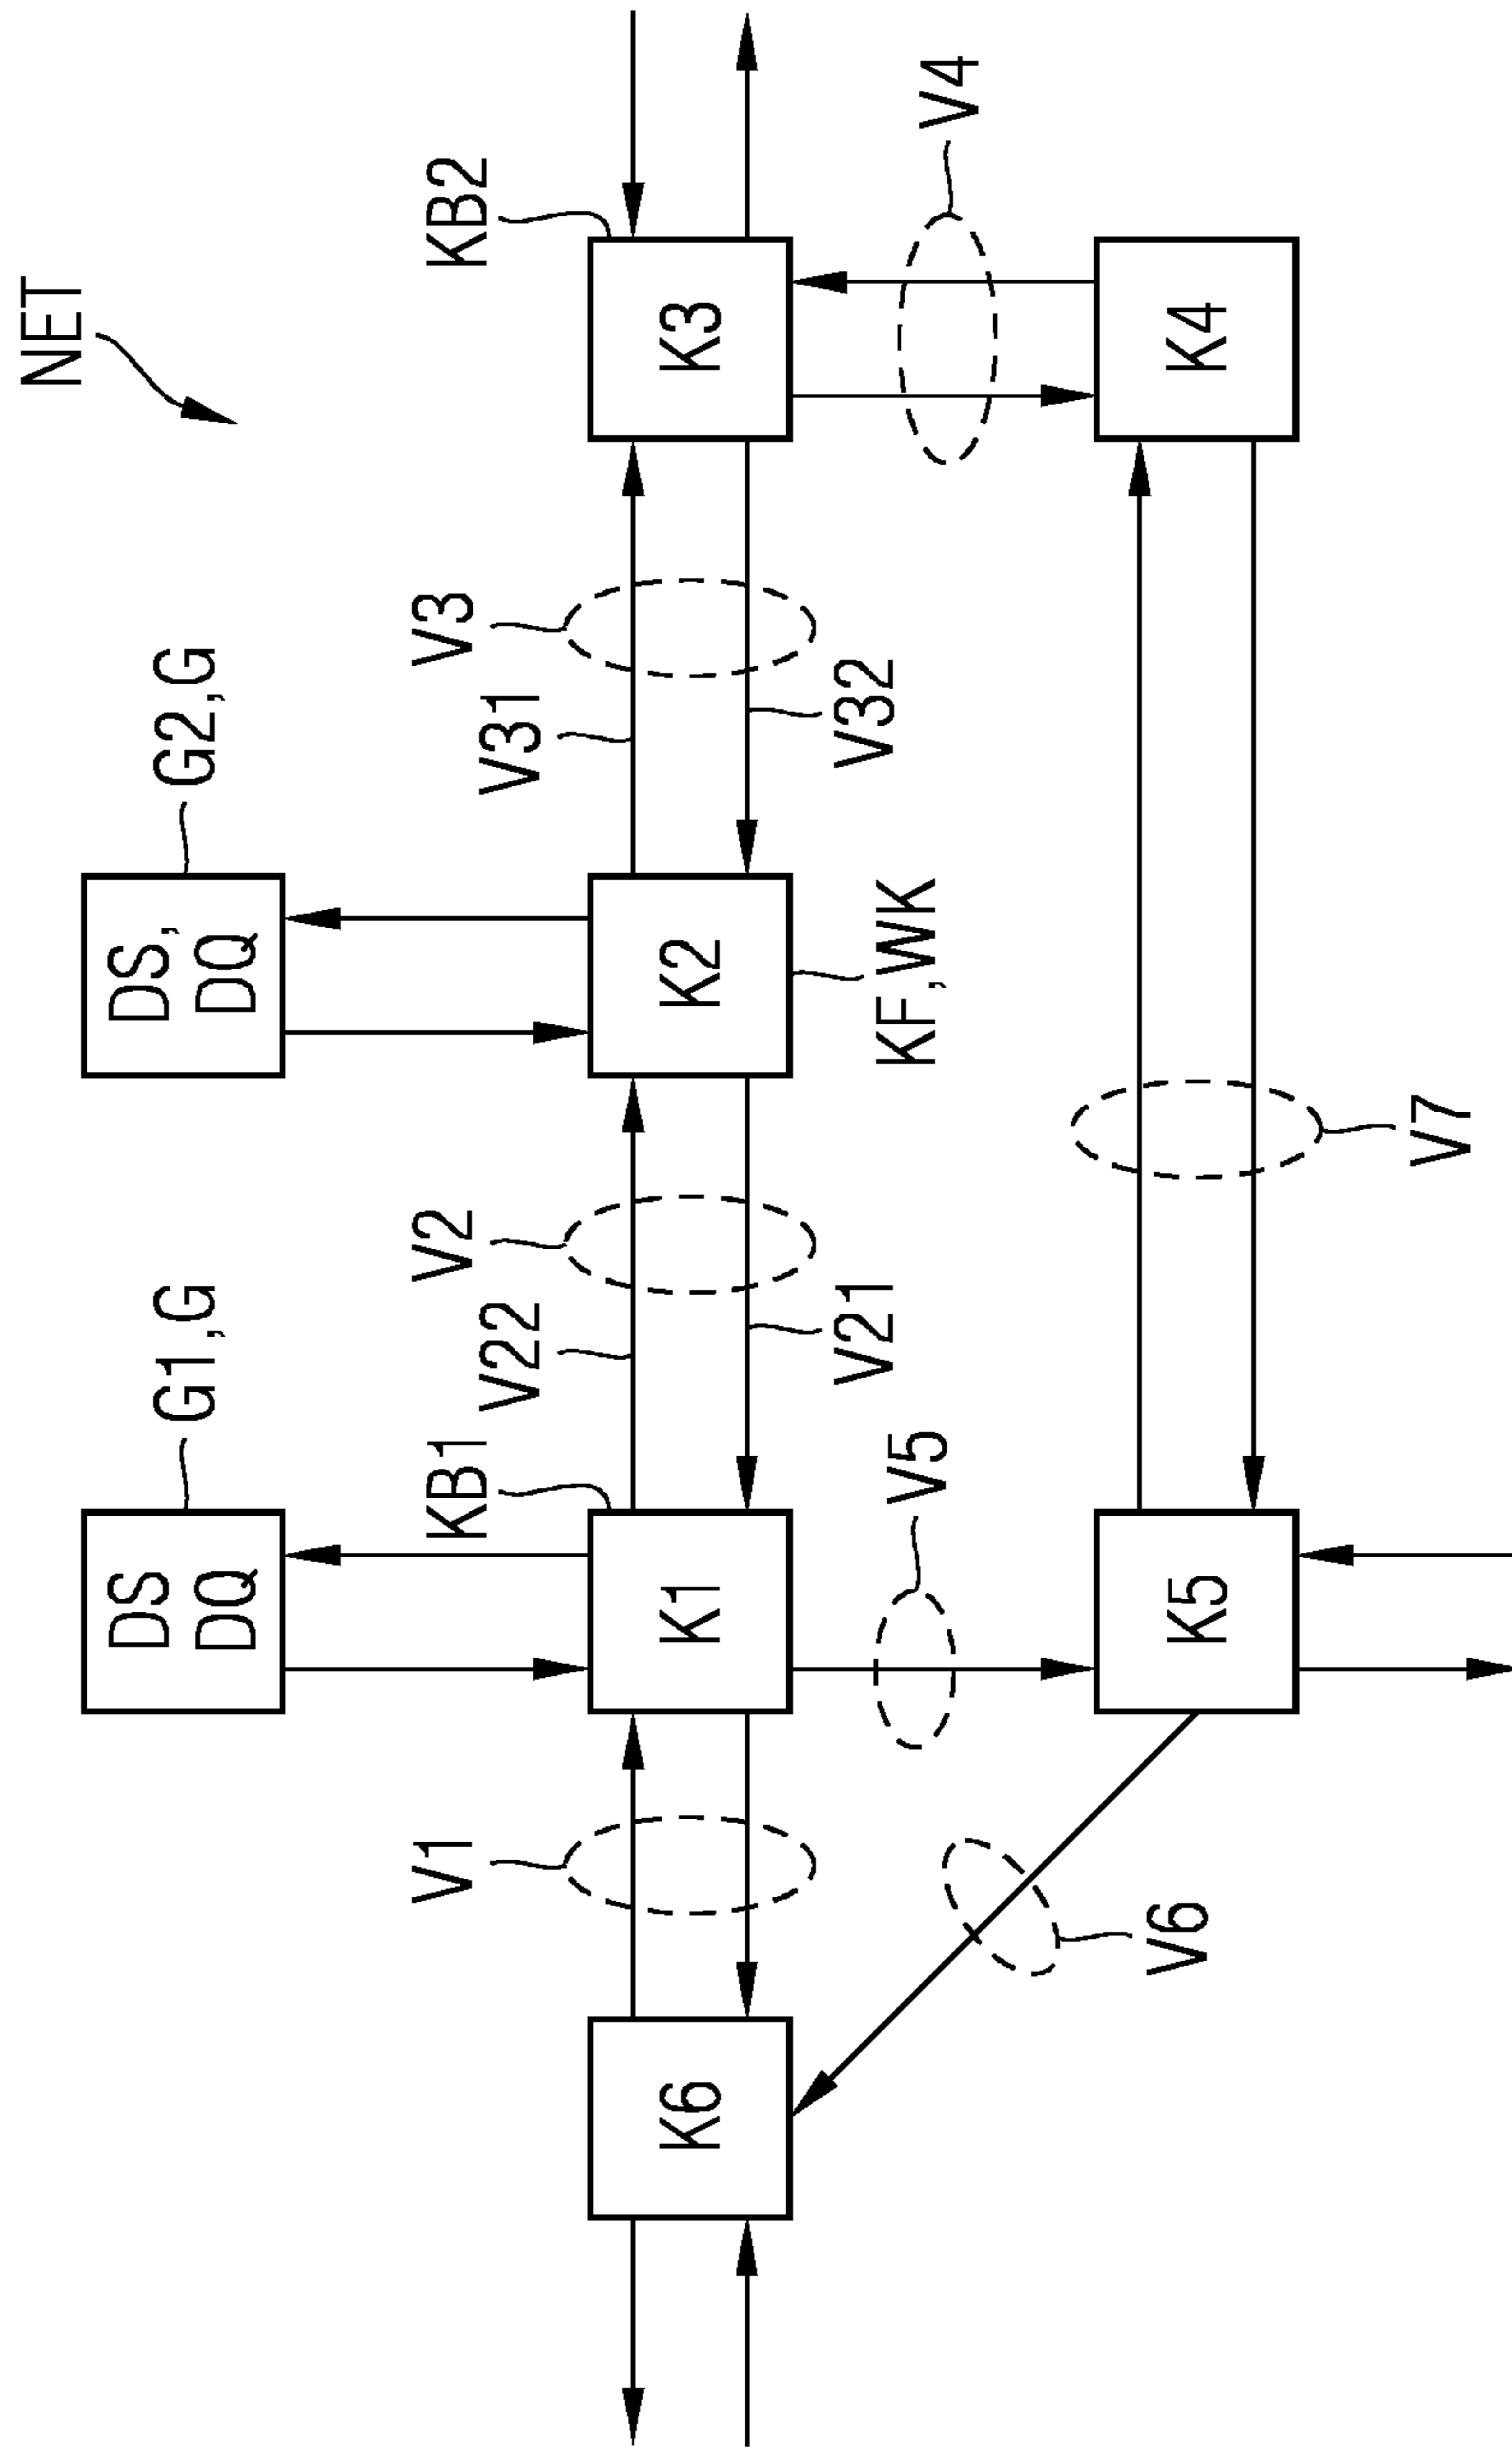 NET
G1,G
G2,G
DS
DQ
DS,
DQ
KB1
KB2
V1
V2
V3
V22
V31
K6
K1
K2
K3
V21
V32
KF,WK
V5
V4
V6
K5
K4
V7